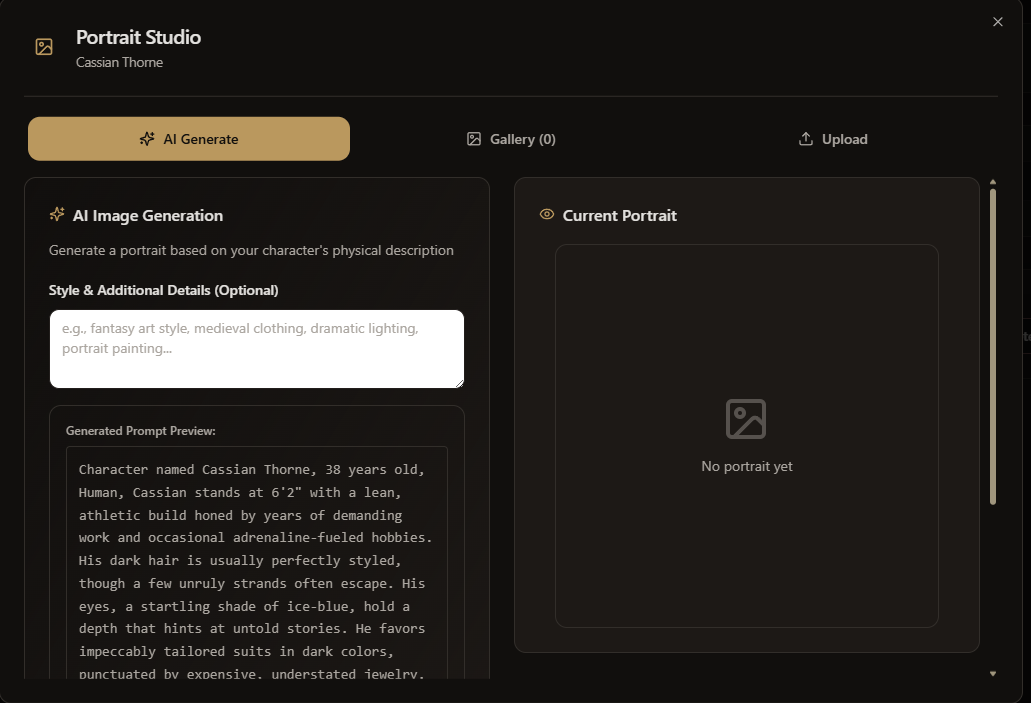 Portrait Studio
Cassian Thorne
AI Generate
Gallery (0)
Upload
AI Image Generation
Generate a portrait based on your character's physical description
Style & Additional Details (Optional)
e.g., fantasy art style, medieval clothing, dramatic lighting,
portrait painting...
Generated Prompt Preview:
Character named Cassian Thorne, 38 years old,
Human, Cassian stands at 6'2" with a lean,
athletic build honed by years of demanding
work and occasional adrenaline-fueled hobbies.
His dark hair is usually perfectly styled,
though a few unruly strands often escape. His
eyes, a startling shade of ice-blue, hold a
depth that hints at untold stories. He favors
impeccably tailored suits in dark colors,
punctuated by expensive, understated jewelry.
Current Portrait
No portrait yet